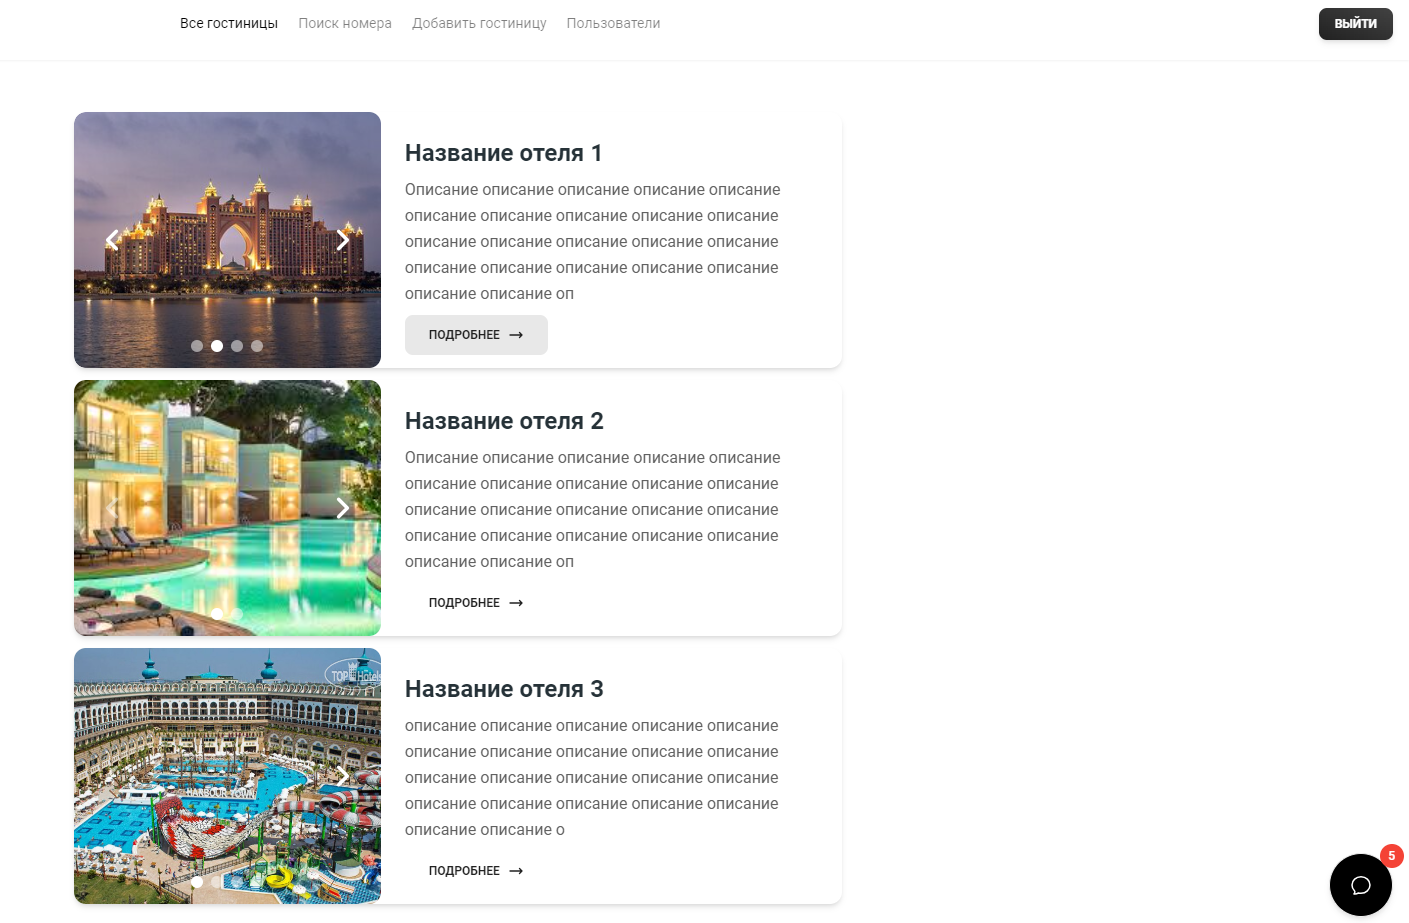 Все гостиницы Поиск номера Добавить гостиницу Пользователи ВЫЙТИ
Название отеля 1
Описание описание описание описание описание
описание описание описание описание описание
описание описание описание описание описание
описание описание описание описание описание
описание описание оп
ПОДРОБНЕЕ →
Название отеля 2
Описание описание описание описание описание
описание описание описание описание описание
описание описание описание описание описание
описание описание описание описание описание
описание описание оп
ПОДРОБНЕЕ →
TOP Hotels
HARBOUR TOWN
Название отеля 3
описание описание описание описание описание
описание описание описание описание описание
описание описание описание описание описание
описание описание описание описание описание
описание описание о
ПОДРОБНЕЕ →
5